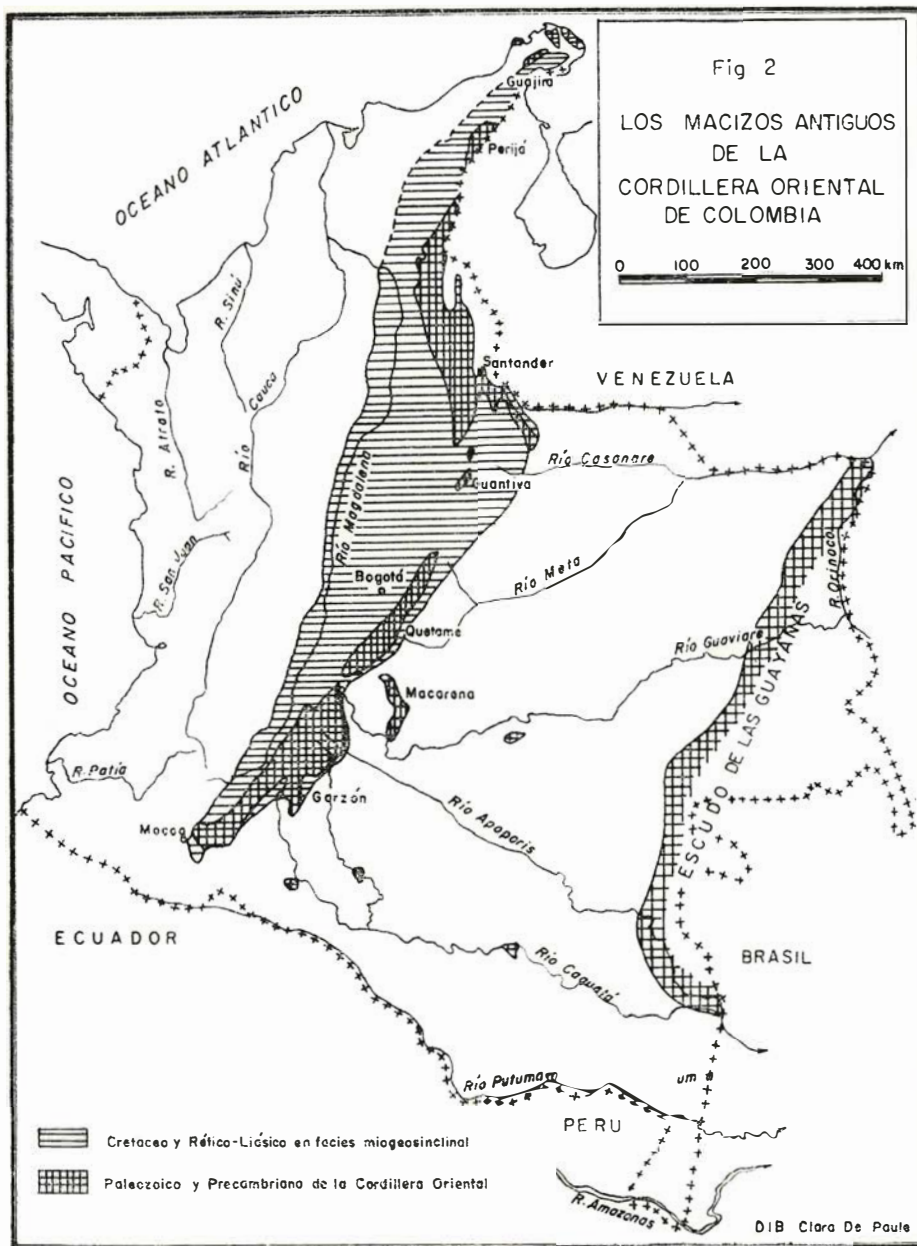 Fig 2
LOS MACIZOS ANTIGUOS
DE LA
CORDILLERA ORIENTAL
DE COLOMBIA
0 100 200 300 400 km
Guajira
OCEANO ATLANTICO
Perijá
R. Sinú
Cauca
Río
R. Atrato
Santander
VENEZUELA
Río Magdalena
Río Casanare
Guantiva
OCEANO PACIFICO
R. San Juan
Bogotá
Río Meta
R. Orinoco
Quetame
Río Guaviare
Macarena
ESCUDO DE LAS GUAYANAS
R. Patía
Garzón
Mocoa
Río Apaporis
ECUADOR
BRASIL
Río Caquetá
Río Putumayo
um
PERU
Cretaceo y Rético-Liásico en facies miogeosinclinal
Paleozoico y Precambriano de la Cordillera Oriental
R. Amazonas
DIB Clara De Paule